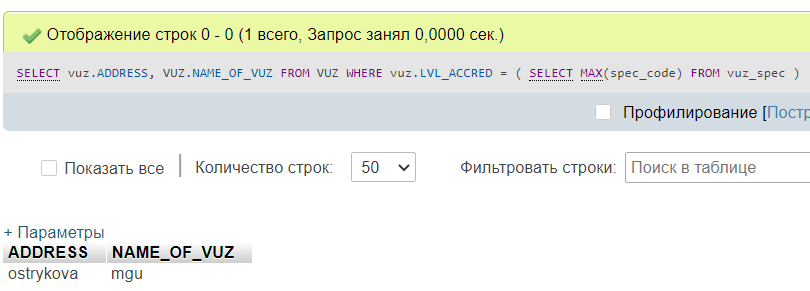 Отображение строк 0 - 0 (1 всего, Запрос занял 0,0000 сек.)
SELECT vuz.ADDRESS, VUZ.NAME_OF_VUZ FROM VUZ WHERE vuz.LVL_ACCRED = ( SELECT MAX(spec_code) FROM vuz_spec )
Профилирование [Постр
Показать все | Количество строк: 50 Фильтровать строки: Поиск в таблице
+ Параметры
ADDRESS NAME_OF_VUZ
ostrykova mgu